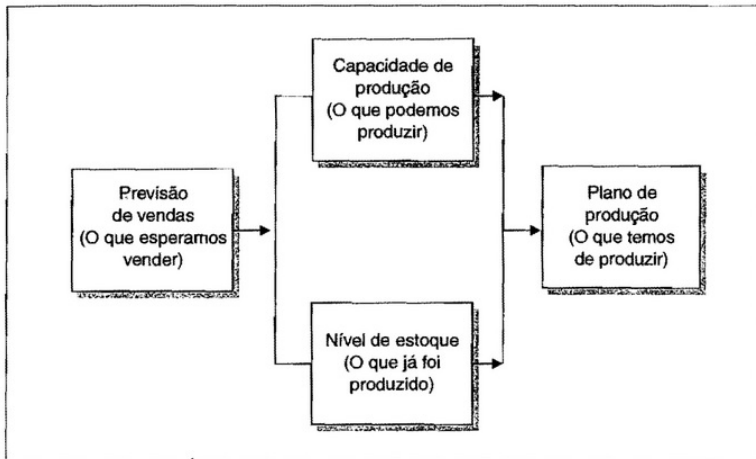 Capacidade de
produção
(O que podemos
produzir)
Previsão
de vendas
(O que esperamos
vender)
Plano de
produção
(O que temos
de produzir)
Nível de estoque
(O que já foi
produzido)